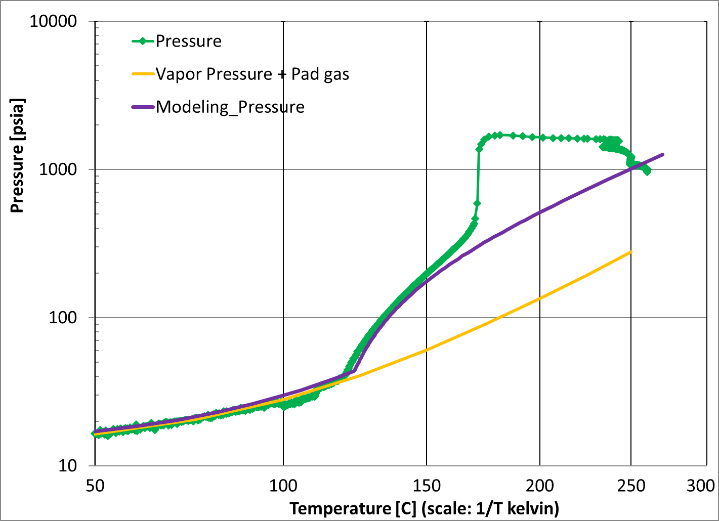 10000
1000
100
10
Pressure [psia]
Pressure
Vapor Pressure + Pad gas
Modeling_Pressure
50 100 150 200 250 300
Temperature [C] (scale: 1/T kelvin)